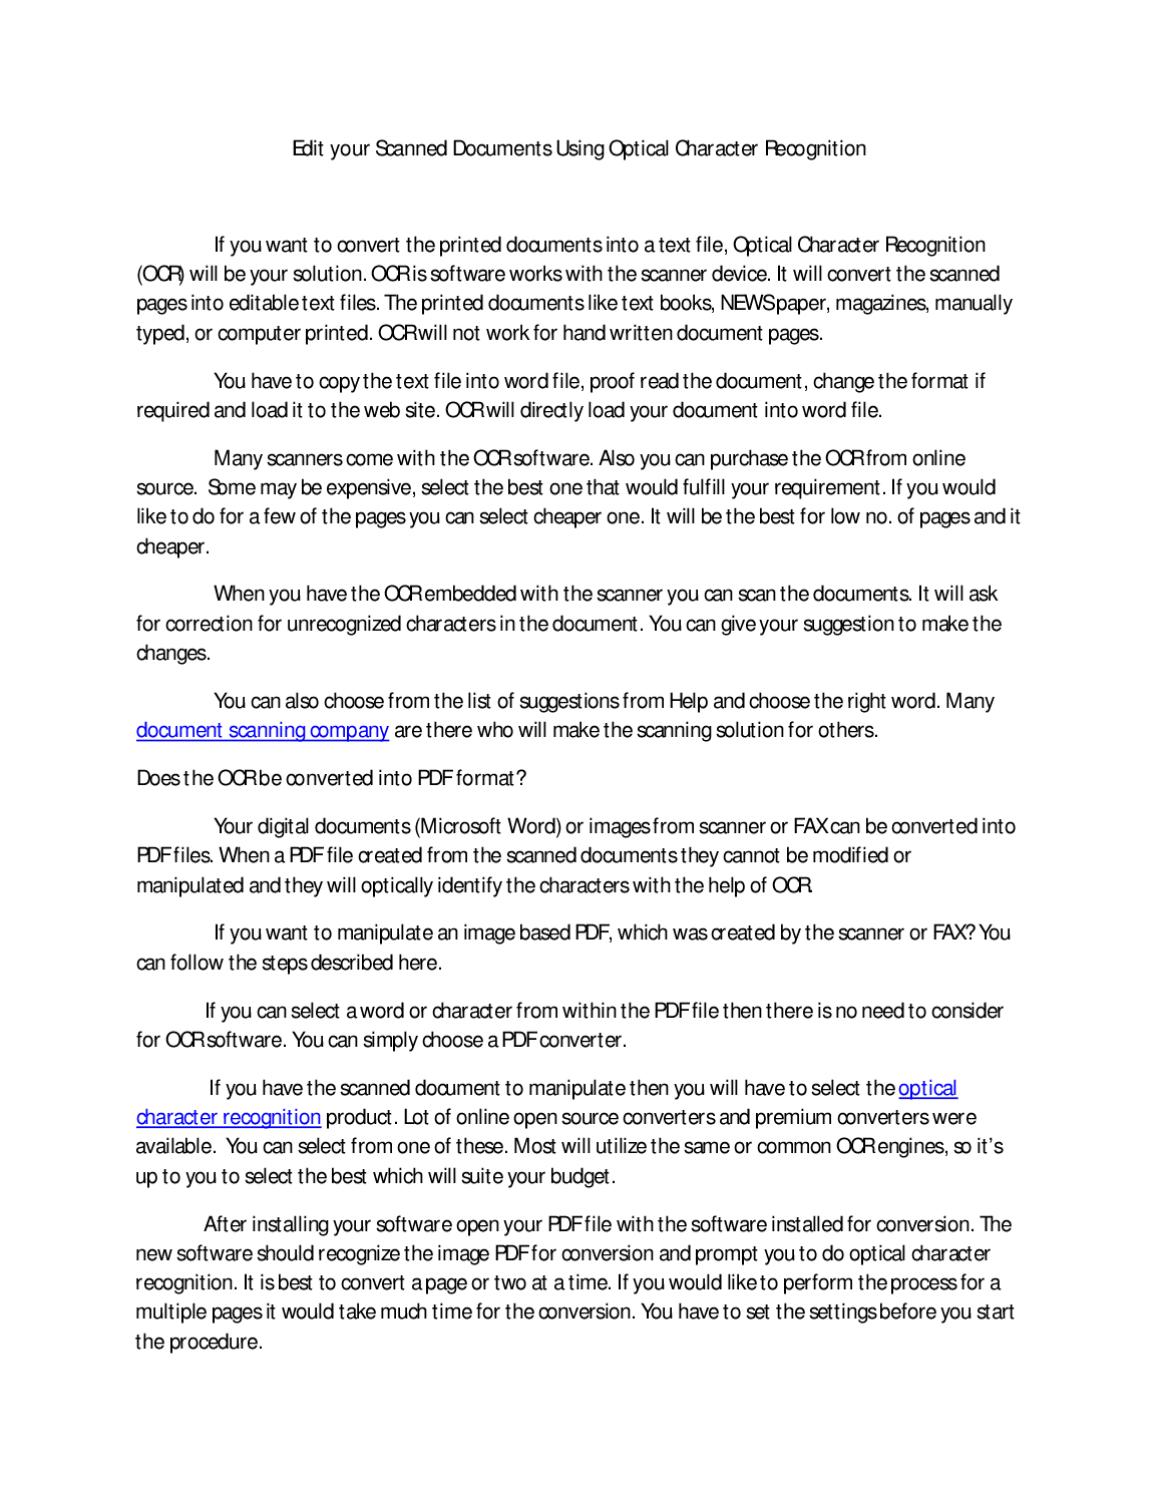 Edit your Scanned Documents Using Optical Character Recognition
If you want to convert the printed documents into a text file, Optical Character Recognition
(OCR) will be your solution. OCR is software works with the scanner device. It will convert the scanned
pages into editable text files. The printed documents like text books, NEWS paper, magazines, manually
typed, or computer printed. OCR will not work for hand written document pages.
You have to copy the text file into word file, proof read the document, change the format if
required and load it to the web site. OCR will directly load your document into word file.
Many scanners come with the OCR software. Also you can purchase the OCR from online
source.  Some may be expensive, select the best one that would fulfill your requirement. If you would
like to do for a few of the pages you can select cheaper one. It will be the best for low no. of pages and it
cheaper.
When you have the OCR embedded with the scanner you can scan the documents. It will ask
for correction for unrecognized characters in the document. You can give your suggestion to make the
changes.
You can also choose from the list of suggestions from Help and choose the right word. Many
document scanning company are there who will make the scanning solution for others.
Does the OCR be converted into PDF format?
Your digital documents (Microsoft Word) or images from scanner or FAX can be converted into
PDF files. When a PDF file created from the scanned documents they cannot be modified or
manipulated and they will optically identify the characters with the help of OCR.
If you want to manipulate an image based PDF, which was created by the scanner or FAX? You
can follow the steps described here.
If you can select a word or character from within the PDF file then there is no need to consider
for OCR software. You can simply choose a PDF converter.
If you have the scanned document to manipulate then you will have to select the optical
character recognition product. Lot of online open source converters and premium converters were
available.  You can select from one of these. Most will utilize the same or common OCR engines, so it's
up to you to select the best which will suite your budget.
After installing your software open your PDF file with the software installed for conversion. The
new software should recognize the image PDF for conversion and prompt you to do optical character
recognition. It is best to convert a page or two at a time. If you would like to perform the process for a
multiple pages it would take much time for the conversion. You have to set the settings before you start
the procedure.